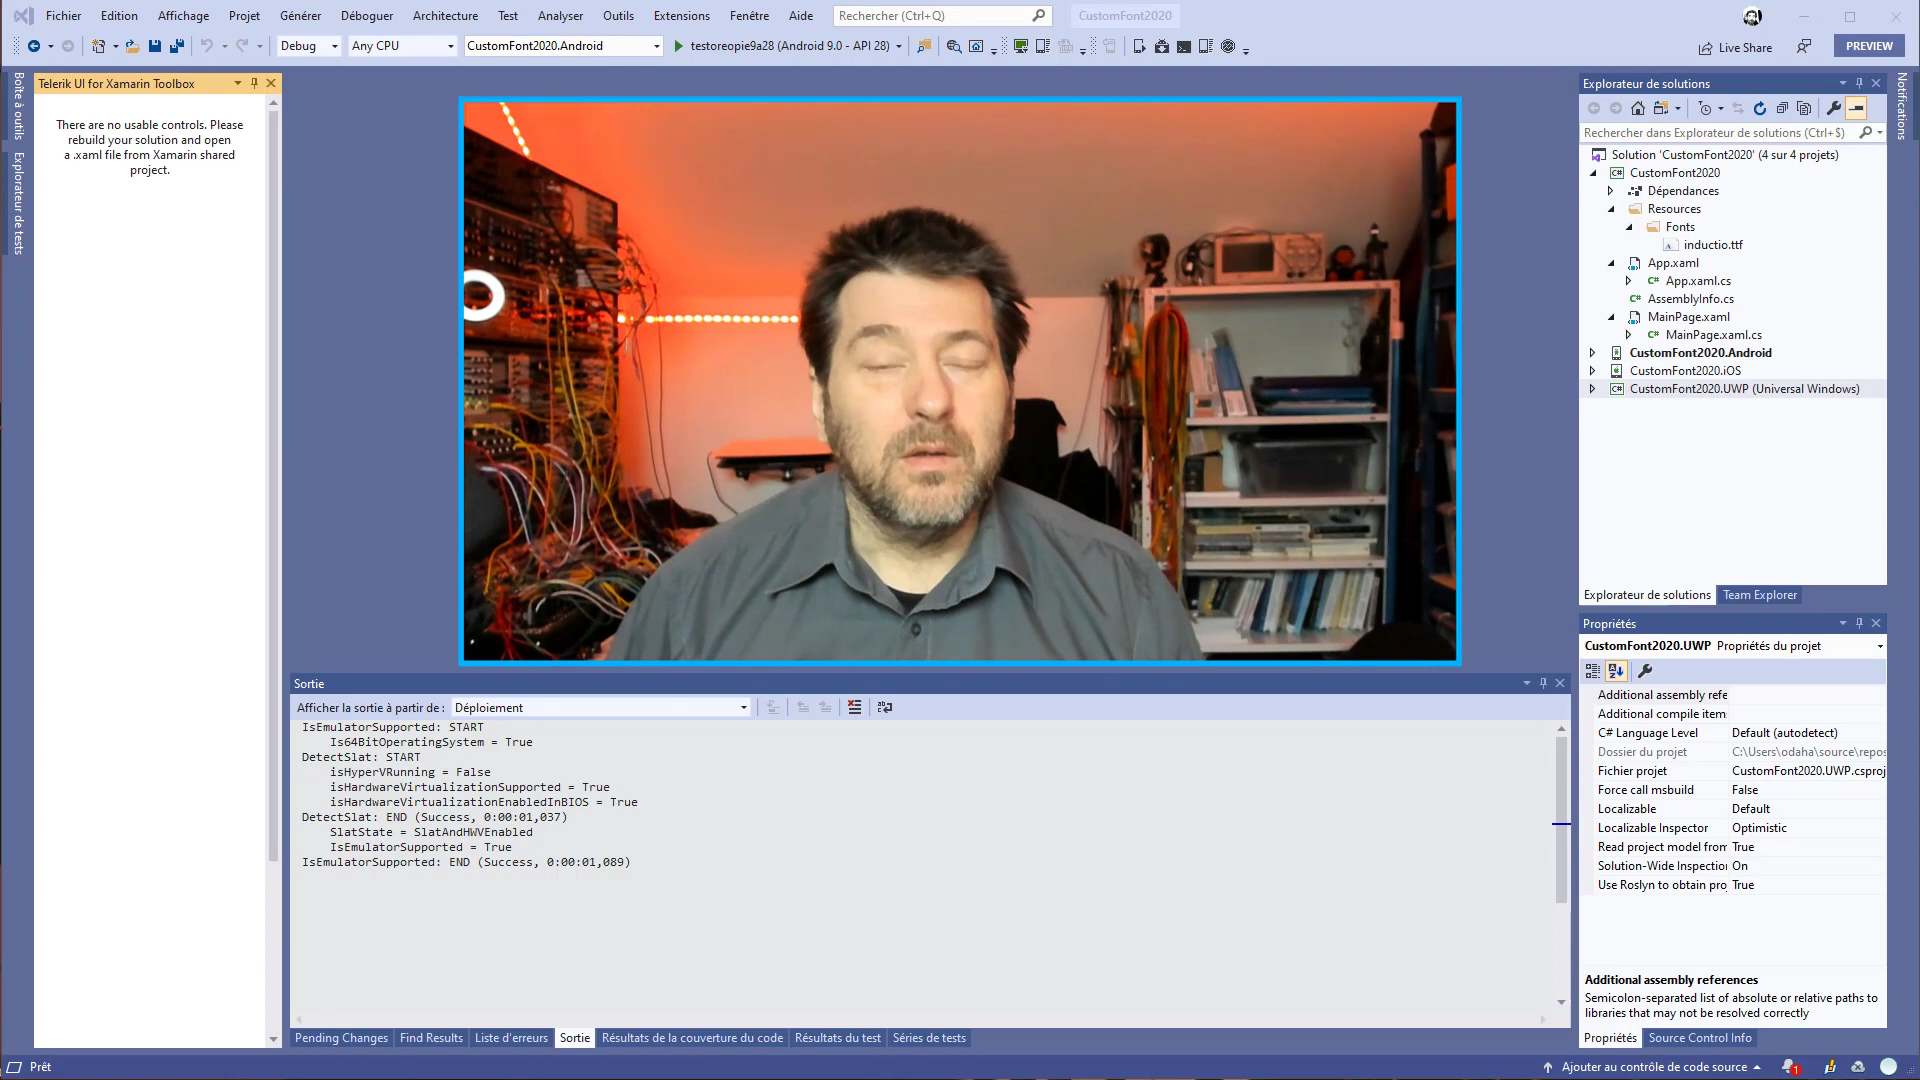 Fichier Edition Affichage Projet Générer Déboguer Architecture Test Analyser Outils Extensions Fenêtre Aide Rechercher (Ctrl+Q) CustomFont2020
Debug Any CPU CustomFont2020.Android testoreopie9a28 (Android 9.0 - API 28) Live Share PREVIEW
Boîte à outils
Explorateur de tests
Telerik UI for Xamarin Toolbox
There are no usable controls. Please
rebuild your solution and open
a .xaml file from Xamarin shared
project.
Sortie
Afficher la sortie à partir de : Déploiement
IsEmulatorSupported: START
Is64BitOperatingSystem = True
DetectSlat: START
isHyperVRunning = False
isHardwareVirtualizationSupported = True
isHardwareVirtualizationEnabledInBIOS = True
DetectSlat: END (Success, 0:00:01,037)
SlatState = SlatAndHWVEnabled
IsEmulatorSupported = True
IsEmulatorSupported: END (Success, 0:00:01,089)
Pending Changes Find Results Liste d'erreurs Sortie Résultats de la couverture du code Résultats du test Séries de tests
Explorateur de solutions
Rechercher dans Explorateur de solutions (Ctrl+$)
Solution 'CustomFont2020' (4 sur 4 projets)
CustomFont2020
Dépendances
Resources
Fonts
inductio.ttf
App.xaml
App.xaml.cs
AssemblyInfo.cs
MainPage.xaml
MainPage.xaml.cs
CustomFont2020.Android
CustomFont2020.iOS
CustomFont2020.UWP (Universal Windows)
Explorateur de solutions Team Explorer
Propriétés
CustomFont2020.UWP Propriétés du projet
Additional assembly refe
Additional compile item
C# Language Level Default (autodetect)
Dossier du projet C:\Users\odaha\source\repos
Fichier projet CustomFont2020.UWP.csproj
Force call msbuild False
Localizable Default
Localizable Inspector Optimistic
Read project model from True
Solution-Wide Inspection On
Use Roslyn to obtain pro True
Additional assembly references
Semicolon-separated list of absolute or relative paths to
libraries that may not be resolved correctly
Propriétés Source Control Info
Notifications
Prêt Ajouter au contrôle de code source 1